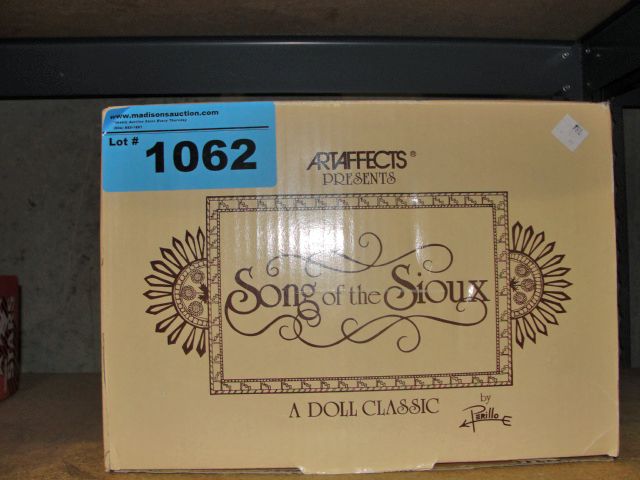 www.madisonsauction.com
Lot # 1062
ARTAFFECTS®
PRESENTS
Song of the Sioux
A DOLL CLASSIC
by
Perillo